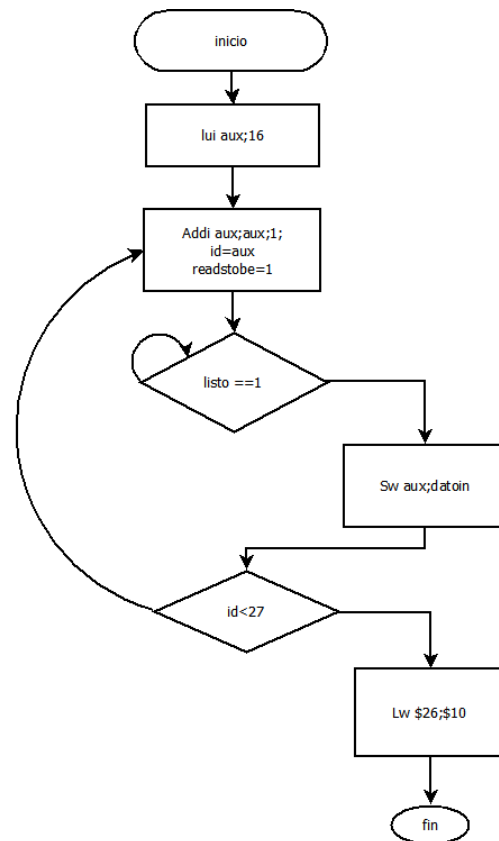 inicio
lui aux;16
Addi aux;aux;1;
id=aux
readstobe=1
listo ==1
Sw aux;datoin
id<27
Lw $26;$10
fin